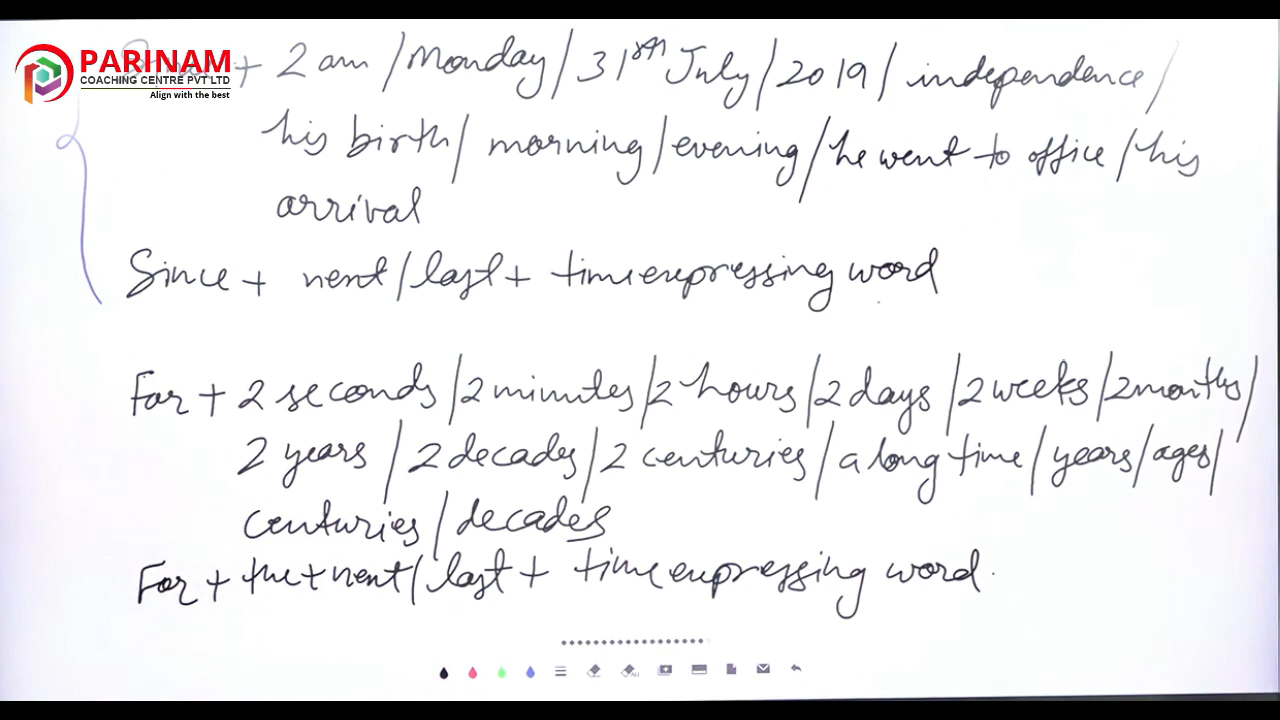 PARINAM
COACHING CENTRE PVT LTD
Align with the best
+ 2 am / Monday / 31st July / 2019 / independence /
his birth / morning / evening / he went to office / his
arrival
Since + next / last + time expressing word
For + 2 seconds / 2 minutes / 2 hours / 2 days / 2 weeks / 2 months /
2 years / 2 decades / 2 centuries / a long time / years / ages /
centuries / decades
For + the + next / last + time expressing word.
ALL